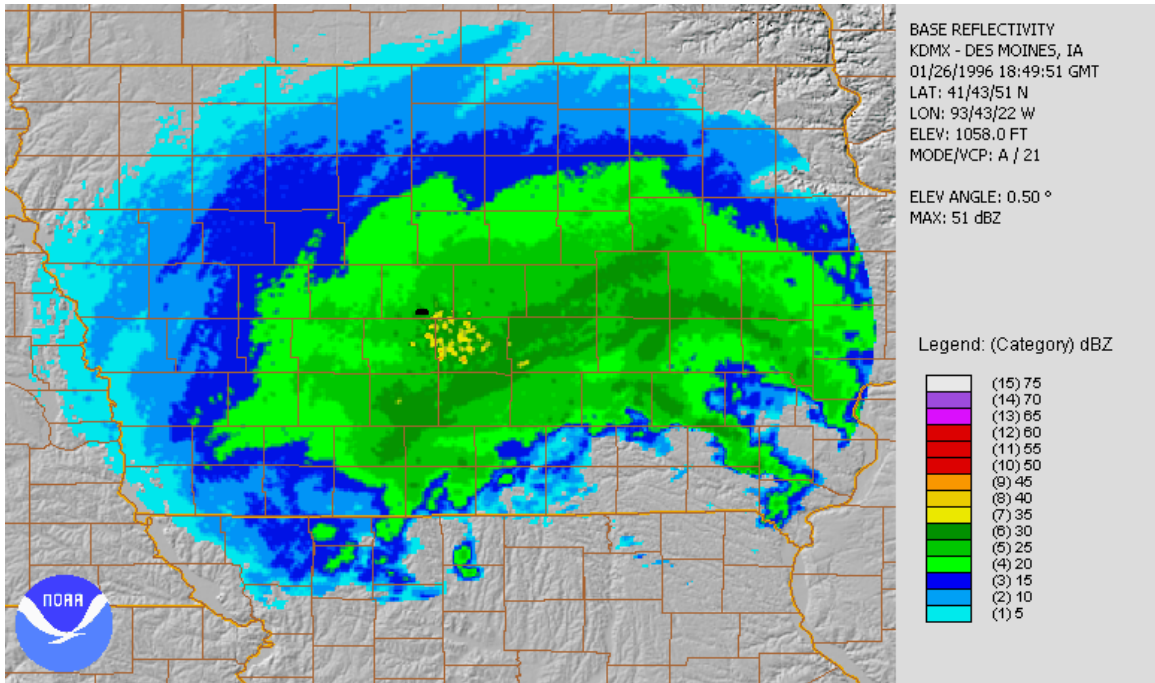 BASE REFLECTIVITY
KDMX - DES MOINES, IA
01/26/1996 18:49:51 GMT
LAT: 41/43/51 N
LON: 93/43/22 W
ELEV: 1058.0 FT
MODE/VCP: A / 21
ELEV ANGLE: 0.50 °
MAX: 51 dBZ
Legend: (Category) dBZ
(15) 75
(14) 70
(13) 65
(12) 60
(11) 55
(10) 50
(9) 45
(8) 40
(7) 35
(6) 30
(5) 25
(4) 20
(3) 15
(2) 10
(1) 5
NOAA